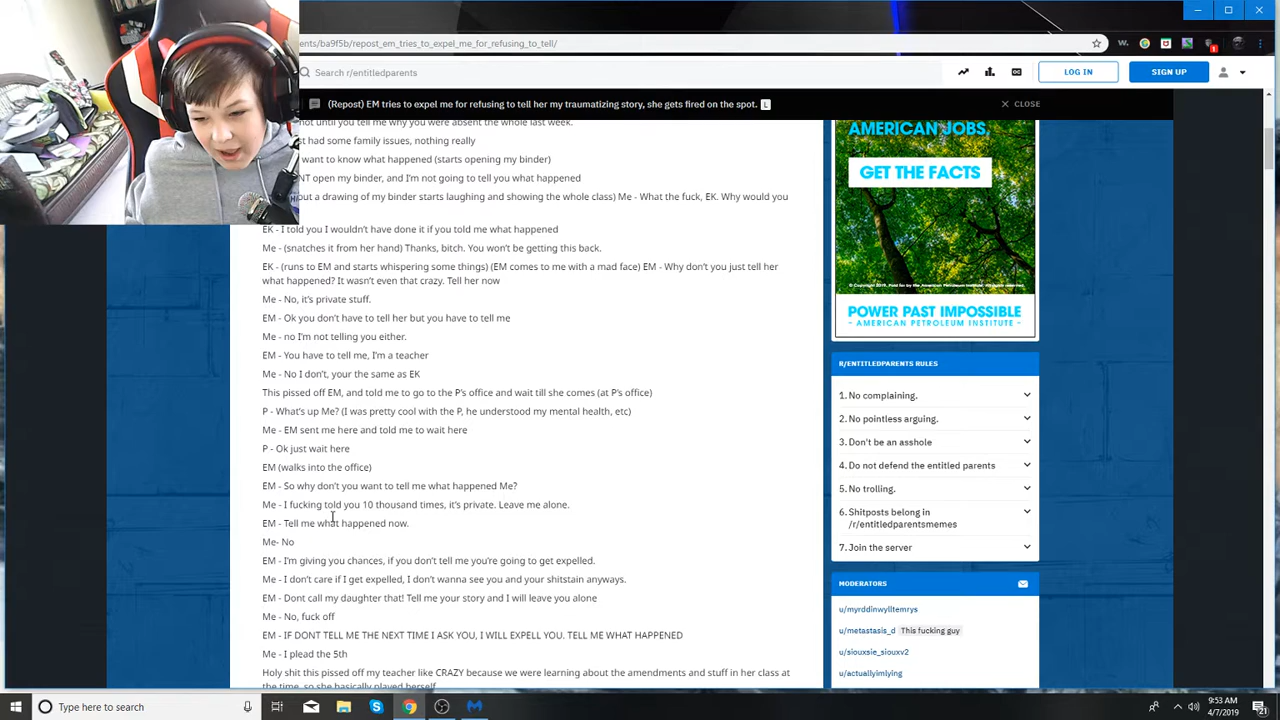 ents/ba9f5b/repost_em_tries_to_expel_me_for_refusing_to_tell/
Search r/entitledparents
LOG IN
SIGN UP
(Repost) EM tries to expel me for refusing to tell her my traumatizing story, she gets fired on the spot. L
CLOSE
not until you tell me why you were absent the whole last week.
st had some family issues, nothing really
want to know what happened (starts opening my binder)
NT open my binder, and I'm not going to tell you what happened
out a drawing of my binder starts laughing and showing the whole class) Me - What the fuck, EK. Why would you
EK - I told you I wouldn't have done it if you told me what happened
Me - (snatches it from her hand) Thanks, bitch. You won't be getting this back.
EK - (runs to EM and starts whispering some things) (EM comes to me with a mad face) EM - Why don't you just tell her
what happened? It wasn't even that crazy. Tell her now
Me - No, it's private stuff.
EM - Ok you don't have to tell her but you have to tell me
Me - no I'm not telling you either.
EM - You have to tell me, I'm a teacher
Me - No I don't, your the same as EK
This pissed off EM, and told me to go to the P's office and wait till she comes (at P's office)
P - What's up Me? (I was pretty cool with the P, he understood my mental health, etc)
Me - EM sent me here and told me to wait here
P - Ok just wait here
EM (walks into the office)
EM - So why don't you want to tell me what happened Me?
Me - I fucking told you 10 thousand times, it's private. Leave me alone.
EM - Tell me what happened now.
Me- No
EM - I'm giving you chances, if you don't tell me you're going to get expelled.
Me - I don't care if I get expelled, I don't wanna see you and your shitstain anyways.
EM - Dont call my daughter that! Tell me your story and I will leave you alone
Me - No, fuck off
EM - IF DONT TELL ME THE NEXT TIME I ASK YOU, I WILL EXPELL YOU. TELL ME WHAT HAPPENED
Me - I plead the 5th
Holy shit this pissed off my teacher like CRAZY because we were learning about the amendments and stuff in her class at
the time, so she basically played herself
AMERICAN JOBS.
GET THE FACTS
© Copyright 2019. Paid for by the American Petroleum Institute. All rights reserved.
POWER PAST IMPOSSIBLE
– AMERICAN PETROLEUM INSTITUTE –
R/ENTITLEDPARENTS RULES
1. No complaining.
2. No pointless arguing.
3. Don't be an asshole
4. Do not defend the entitled parents
5. No trolling.
6. Shitposts belong in
/r/entitledparentsmemes
7. Join the server
MODERATORS
u/myrddinwylltemrys
u/metastasis_d This fucking guy
u/siouxsie_siouxv2
u/actuallyimlying
Type here to search
9:53 AM
4/7/2019
21